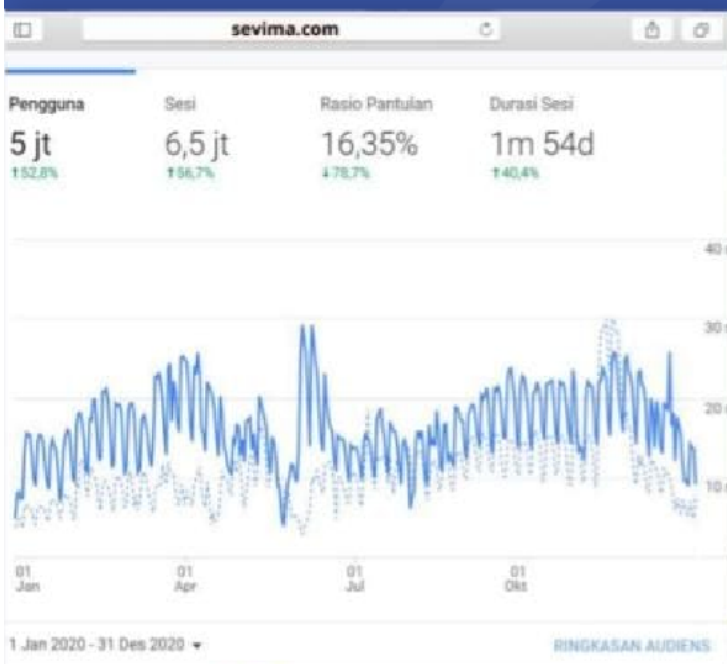 sevima.com
Pengguna Sesi Rasio Pantulan Durasi Sesi
5 jt 6,5 jt 16,35% 1m 54d
↑52,8% ↑56,7% ↓78,7% ↑40,4%
40
30
20
10
01 01 01 01
Jan Apr Jul Okt
1 Jan 2020 - 31 Des 2020
RINGKASAN AUDIENS